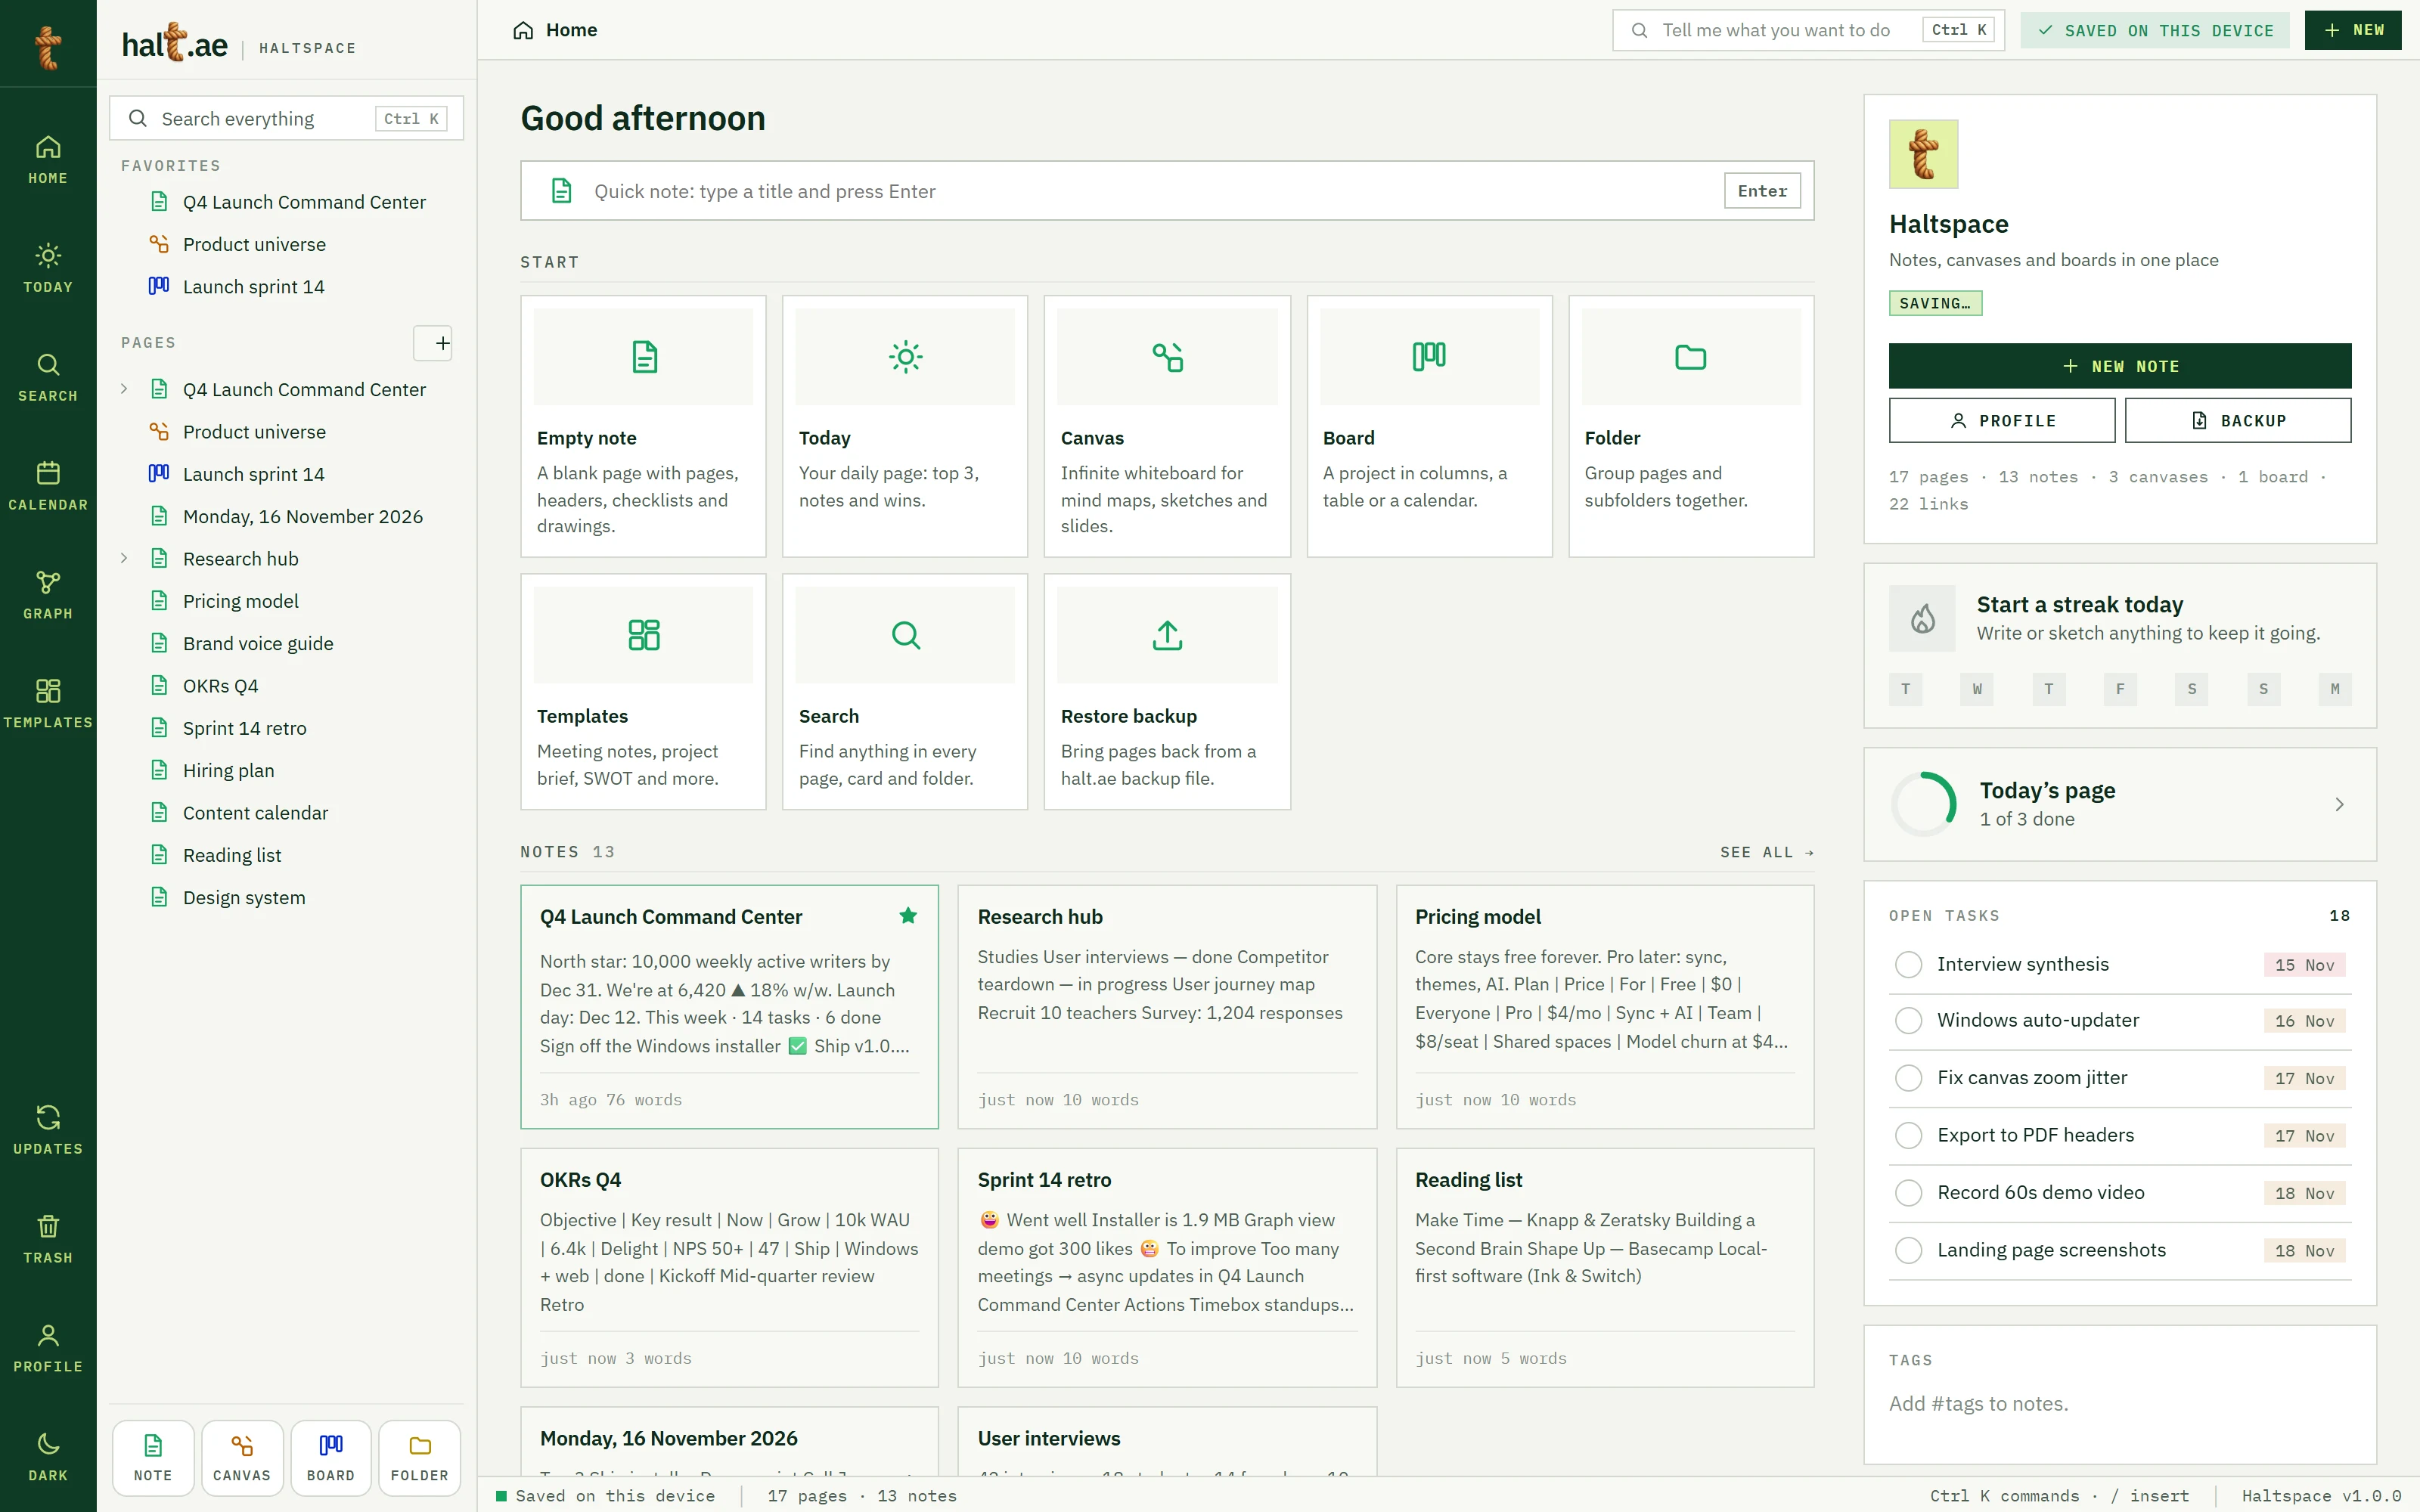 HOME
TODAY
SEARCH
CALENDAR
GRAPH
TEMPLATES
UPDATES
TRASH
PROFILE
DARK
halt.ae | HALTSPACE
Search everything Ctrl K
FAVORITES
Q4 Launch Command Center
Product universe
Launch sprint 14
PAGES
Q4 Launch Command Center
Product universe
Launch sprint 14
Monday, 16 November 2026
Research hub
Pricing model
Brand voice guide
OKRs Q4
Sprint 14 retro
Hiring plan
Content calendar
Reading list
Design system
NOTE
CANVAS
BOARD
FOLDER
Home
Tell me what you want to do Ctrl K
SAVED ON THIS DEVICE
+ NEW
Good afternoon
Quick note: type a title and press Enter
Enter
START
Empty note
A blank page with pages,
headers, checklists and
drawings.
Today
Your daily page: top 3,
notes and wins.
Canvas
Infinite whiteboard for
mind maps, sketches and
slides.
Board
A project in columns, a
table or a calendar.
Folder
Group pages and
subfolders together.
Templates
Meeting notes, project
brief, SWOT and more.
Search
Find anything in every
page, card and folder.
Restore backup
Bring pages back from a
halt.ae backup file.
NOTES 13
SEE ALL →
Q4 Launch Command Center
North star: 10,000 weekly active writers by
Dec 31. We're at 6,420 ▲ 18% w/w. Launch
day: Dec 12. This week · 14 tasks · 6 done
Sign off the Windows installer ✅ Ship v1.0....
3h ago 76 words
Research hub
Studies User interviews — done Competitor
teardown — in progress User journey map
Recruit 10 teachers Survey: 1,204 responses
just now 10 words
Pricing model
Core stays free forever. Pro later: sync,
themes, AI. Plan | Price | For | Free | $0 |
Everyone | Pro | $4/mo | Sync + AI | Team |
$8/seat | Shared spaces | Model churn at $4...
just now 10 words
OKRs Q4
Objective | Key result | Now | Grow | 10k WAU
| 6.4k | Delight | NPS 50+ | 47 | Ship | Windows
+ web | done | Kickoff Mid-quarter review
Retro
just now 3 words
Sprint 14 retro
Went well Installer is 1.9 MB Graph view
demo got 300 likes To improve Too many
meetings → async updates in Q4 Launch
Command Center Actions Timebox standups...
just now 10 words
Reading list
Make Time — Knapp & Zeratsky Building a
Second Brain Shape Up — Basecamp Local-
first software (Ink & Switch)
just now 5 words
Monday, 16 November 2026
User interviews
Haltspace
Notes, canvases and boards in one place
SAVING…
+ NEW NOTE
PROFILE
BACKUP
17 pages · 13 notes · 3 canvases · 1 board ·
22 links
Start a streak today
Write or sketch anything to keep it going.
T W T F S S M
Today’s page
1 of 3 done
OPEN TASKS 18
Interview synthesis 15 Nov
Windows auto-updater 16 Nov
Fix canvas zoom jitter 17 Nov
Export to PDF headers 17 Nov
Record 60s demo video 18 Nov
Landing page screenshots 18 Nov
TAGS
Add #tags to notes.
Saved on this device | 17 pages · 13 notes
Ctrl K commands · / insert | Haltspace v1.0.0